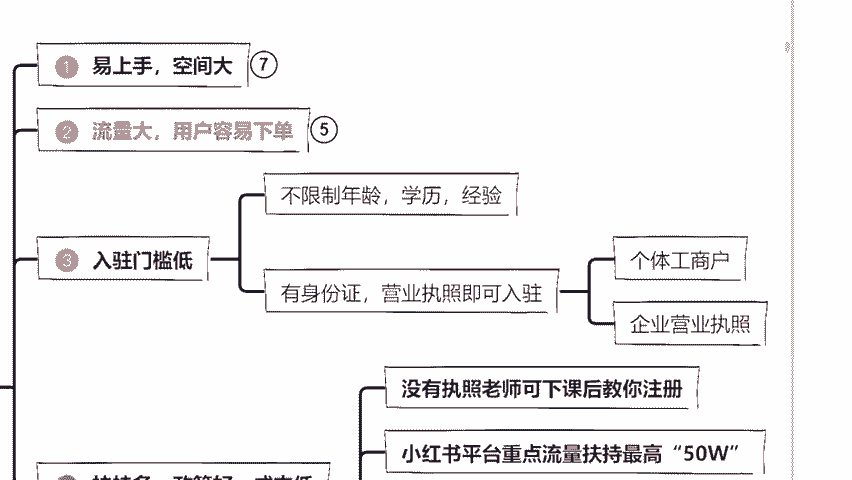 ① 易上手，空间大 ⑦
② 流量大，用户容易下单 ⑤
③ 入驻门槛低
不限制年龄，学历，经验
有身份证，营业执照即可入驻
个体工商户
企业营业执照
没有执照老师可下课后教你注册
小红书平台重点流量扶持最高“50W”